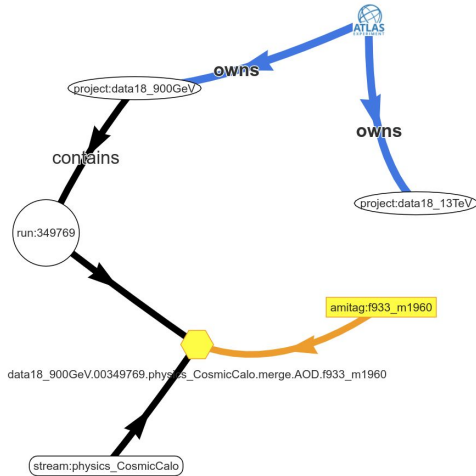 ATLAS
EXPERIMENT
owns
project:data18_900GeV
owns
contains
project:data18_13TeV
run:349769
amitag:f933_m1960
data18_900GeV.00349769.physics_CosmicCalo.merge.AOD.f933_m1960
stream:physics_CosmicCalo